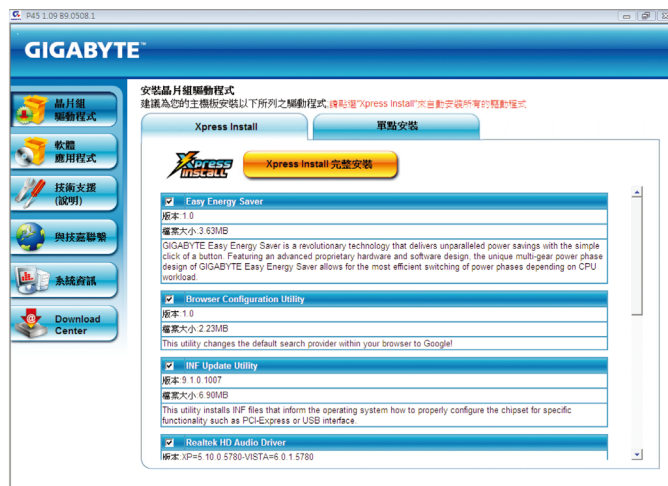 P45 1.09 B9.0508.1
GIGABYTE™
安裝晶片組驅動程式
建議為您的主機板安裝以下所列之驅動程式,請點選"Xpress Install"來自動安裝所有的驅動程式
晶片組
驅動程式
軟體
應用程式
技術支援
(說明)
與技嘉聯繫
系統資訊
Download
Center
Xpress Install
單點安裝
Xpress INSTALL
Xpress Install 完整安裝
Easy Energy Saver
版本:1.0
檔案大小:3.63MB
GIGABYTE Easy Energy Saver is a revolutionary technology that delivers unparalleled power savings with the simple
click of a button. Featuring an advanced proprietary hardware and software design, the unique multi-gear power phase
design of GIGABYTE Easy Energy Saver allows for the most efficient switching of power phases depending on CPU
workload.
Browser Configuration Utility
版本:1.0
檔案大小:2.23MB
This utility changes the default search provider within your browser to Google!
INF Update Utility
版本:9.1.0.1007
檔案大小:6.90MB
This utility installs INF files that inform the operating system how to properly configure the chipset for specific
functionality such as PCI-Express or USB interface.
Realtek HD Audio Driver
版本:XP=5.10.0.5780-VISTA=6.0.1.5780